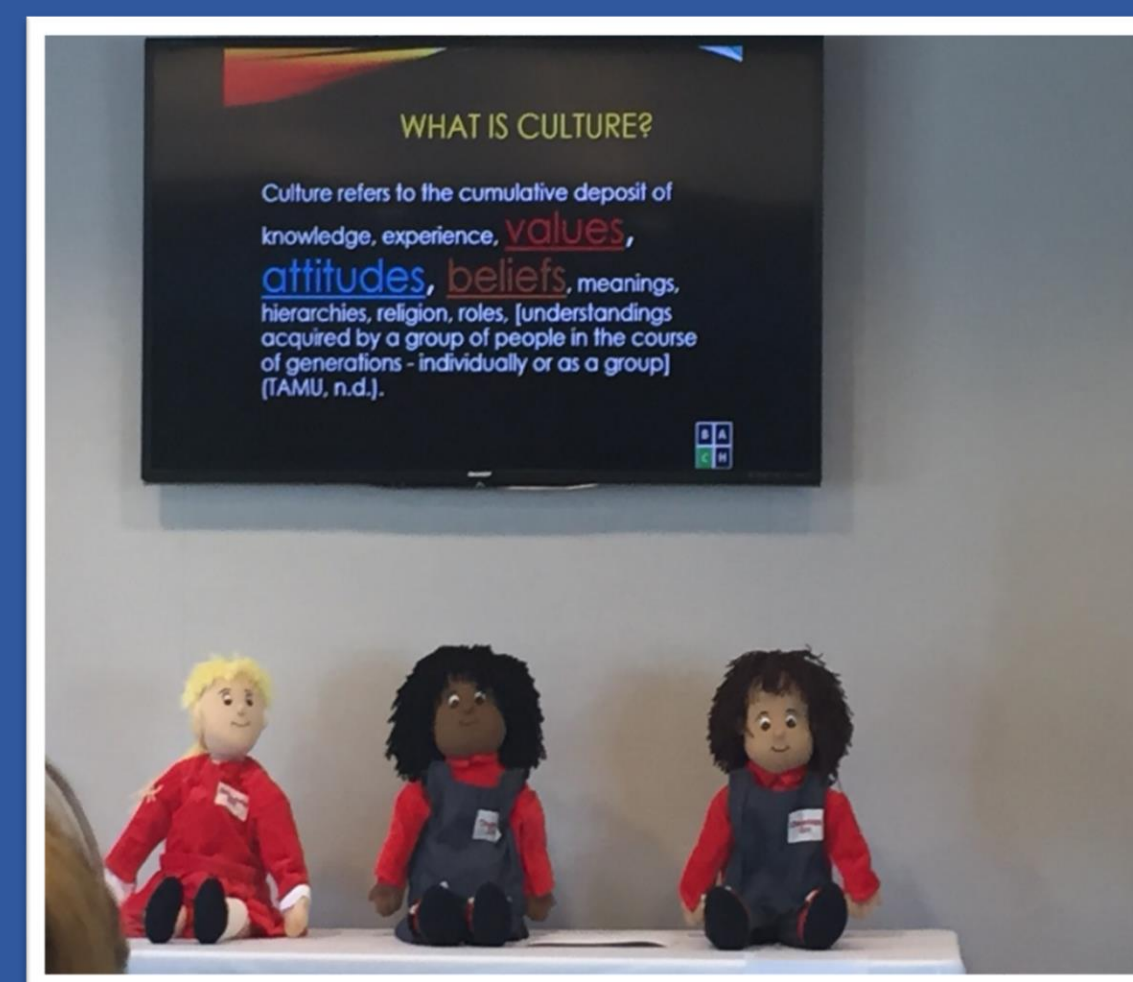 WHAT IS CULTURE?
Culture refers to the cumulative deposit of
knowledge, experience, values,
attitudes, beliefs, meanings,
hierarchies, religion, roles, [understandings
acquired by a group of people in the course
of generations - individually or as a group]
(TAMU, n.d.).
B A
C H